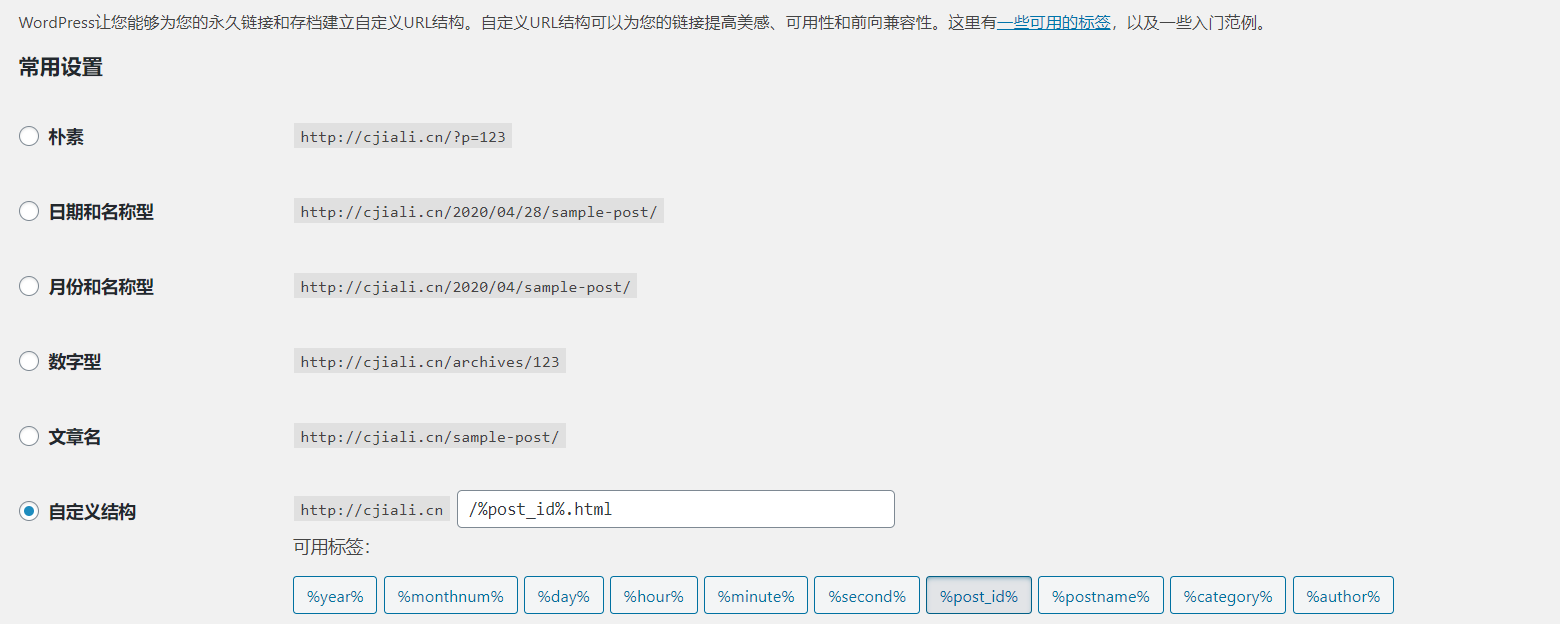 WordPress让您能够为您的永久链接和存档建立自定义URL结构。自定义URL结构可以为您的链接提高美感、可用性和前向兼容性。这里有一些可用的标签，以及一些入门范例。
常用设置
朴素 http://cjiali.cn/?p=123
日期和名称型 http://cjiali.cn/2020/04/28/sample-post/
月份和名称型 http://cjiali.cn/2020/04/sample-post/
数字型 http://cjiali.cn/archives/123
文章名 http://cjiali.cn/sample-post/
自定义结构 http://cjiali.cn /%post_id%.html
可用标签：
%year% %monthnum% %day% %hour% %minute% %second% %post_id% %postname% %category% %author%